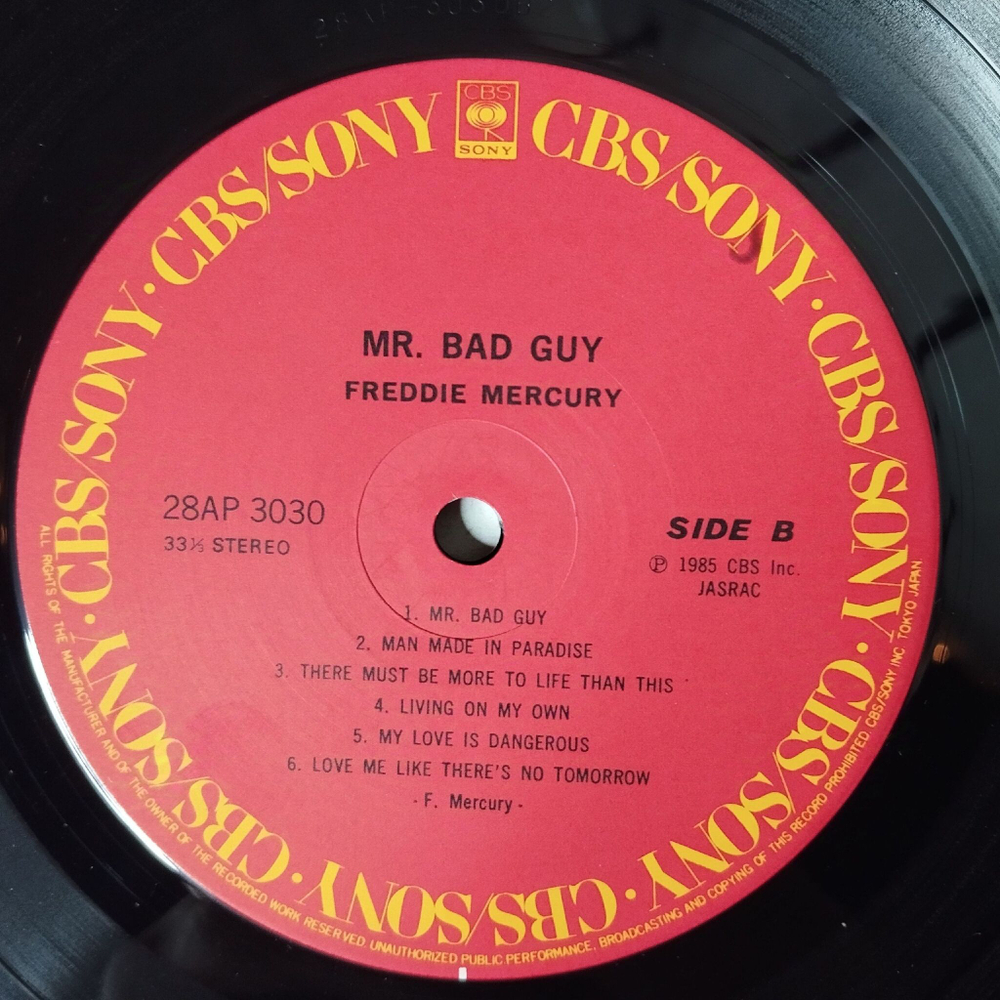 CBS
SONY
CBS/SONY · CBS/SONY · CBS/SONY · CBS/SONY · CBS/SONY · CBS/SONY · CBS/SONY · CBS/SONY · CBS/SONY
MR. BAD GUY
FREDDIE MERCURY
28AP 3030
33⅓ STEREO
SIDE B
℗ 1985 CBS Inc.
JASRAC
1. MR. BAD GUY
2. MAN MADE IN PARADISE
3. THERE MUST BE MORE TO LIFE THAN THIS
4. LIVING ON MY OWN
5. MY LOVE IS DANGEROUS
6. LOVE ME LIKE THERE'S NO TOMORROW
- F. Mercury -
ALL RIGHTS OF THE MANUFACTURER AND OF THE OWNER OF THE RECORDED WORK RESERVED. UNAUTHORIZED PUBLIC PERFORMANCE, BROADCASTING AND COPYING OF THIS RECORD PROHIBITED. CBS/SONY INC. TOKYO JAPAN